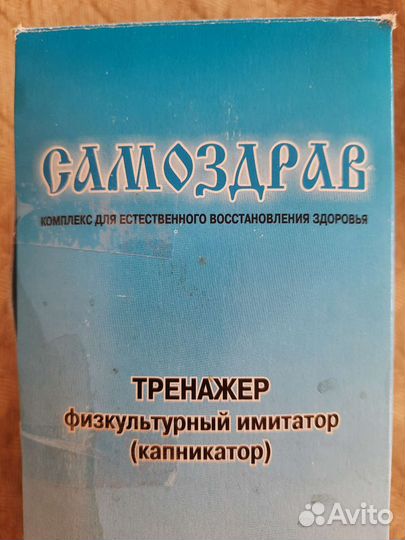 САМОЗДРАВ
КОМПЛЕКС ДЛЯ ЕСТЕСТВЕННОГО ВОССТАНОВЛЕНИЯ ЗДОРОВЬЯ
ТРЕНАЖЕР
физкультурный имитатор
(капникатор)
Avito